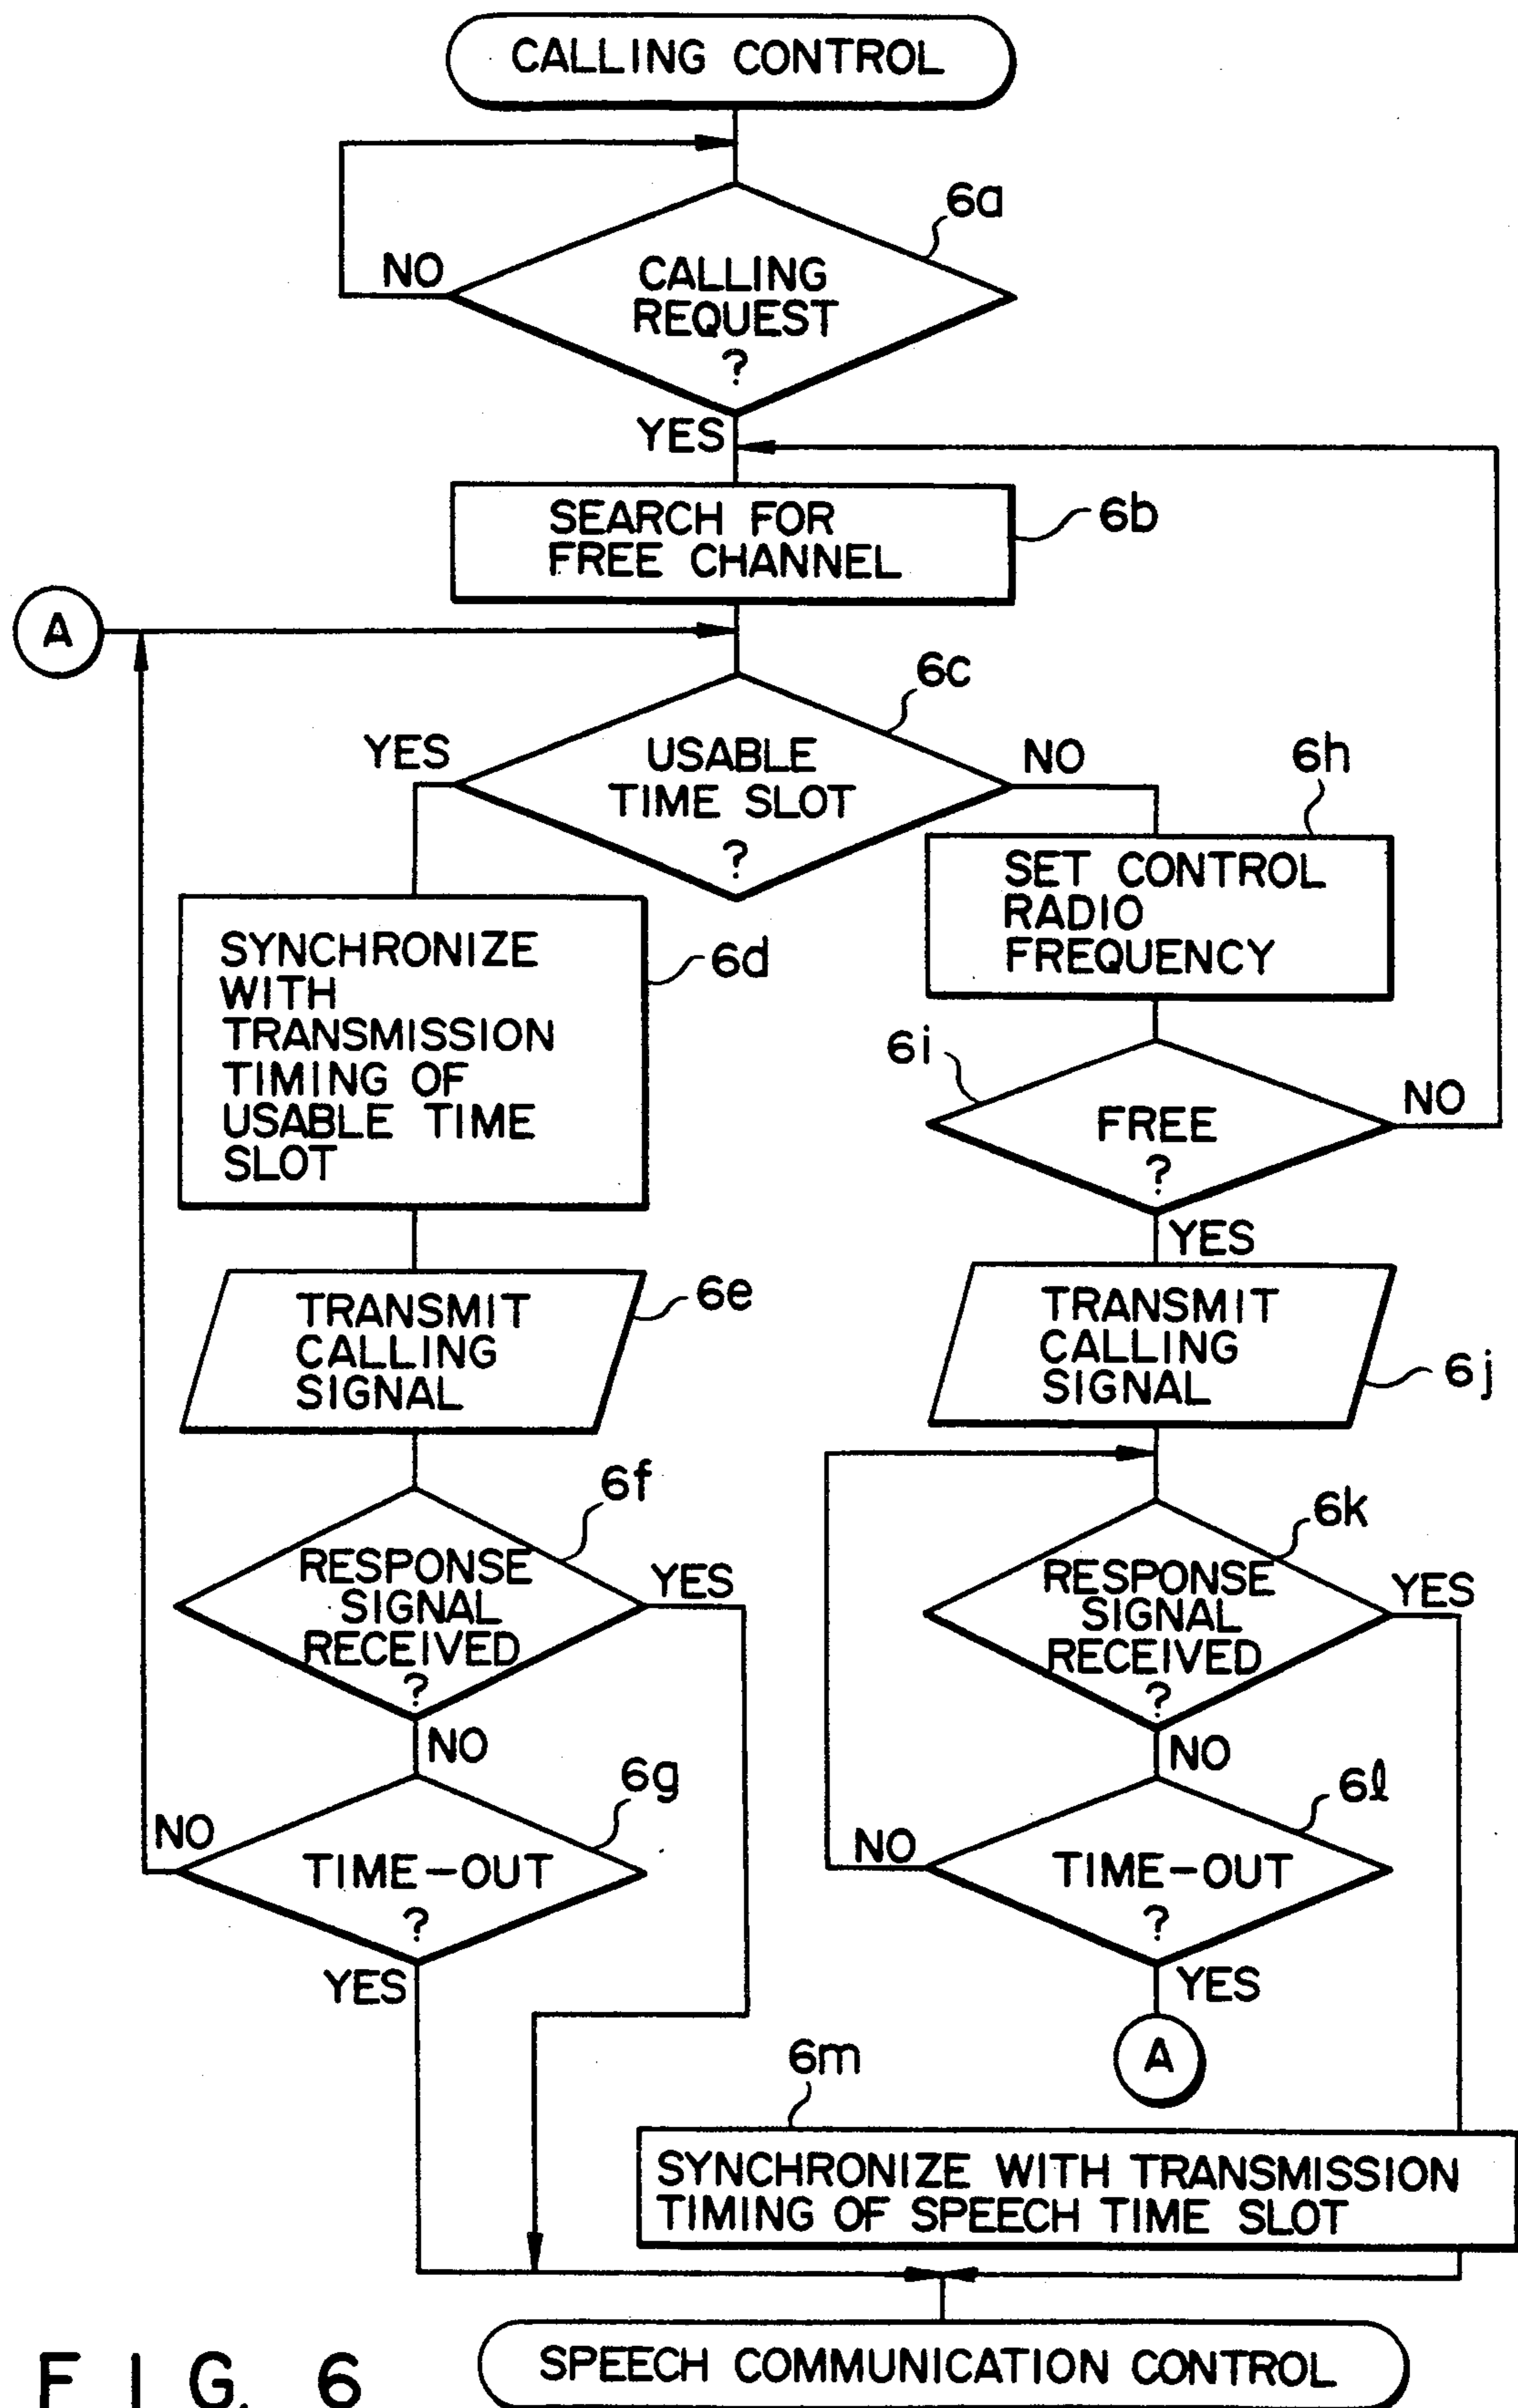 CALLING CONTROL
6a
NO
CALLING
REQUEST
?
YES
SEARCH FOR
FREE CHANNEL
6b
A
6c
YES
USABLE
TIME SLOT
?
NO
6h
SET CONTROL
RADIO
FREQUENCY
SYNCHRONIZE
WITH
TRANSMISSION
TIMING OF
USABLE TIME
SLOT
6d
6i
FREE
?
NO
YES
TRANSMIT
CALLING
SIGNAL
6e
TRANSMIT
CALLING
SIGNAL
6j
6f
RESPONSE
SIGNAL
RECEIVED
?
YES
NO
6k
RESPONSE
SIGNAL
RECEIVED
?
YES
NO
6g
NO
TIME-OUT
?
YES
6l
NO
TIME-OUT
?
YES
A
6m
SYNCHRONIZE WITH TRANSMISSION
TIMING OF SPEECH TIME SLOT
SPEECH COMMUNICATION CONTROL
FIG. 6